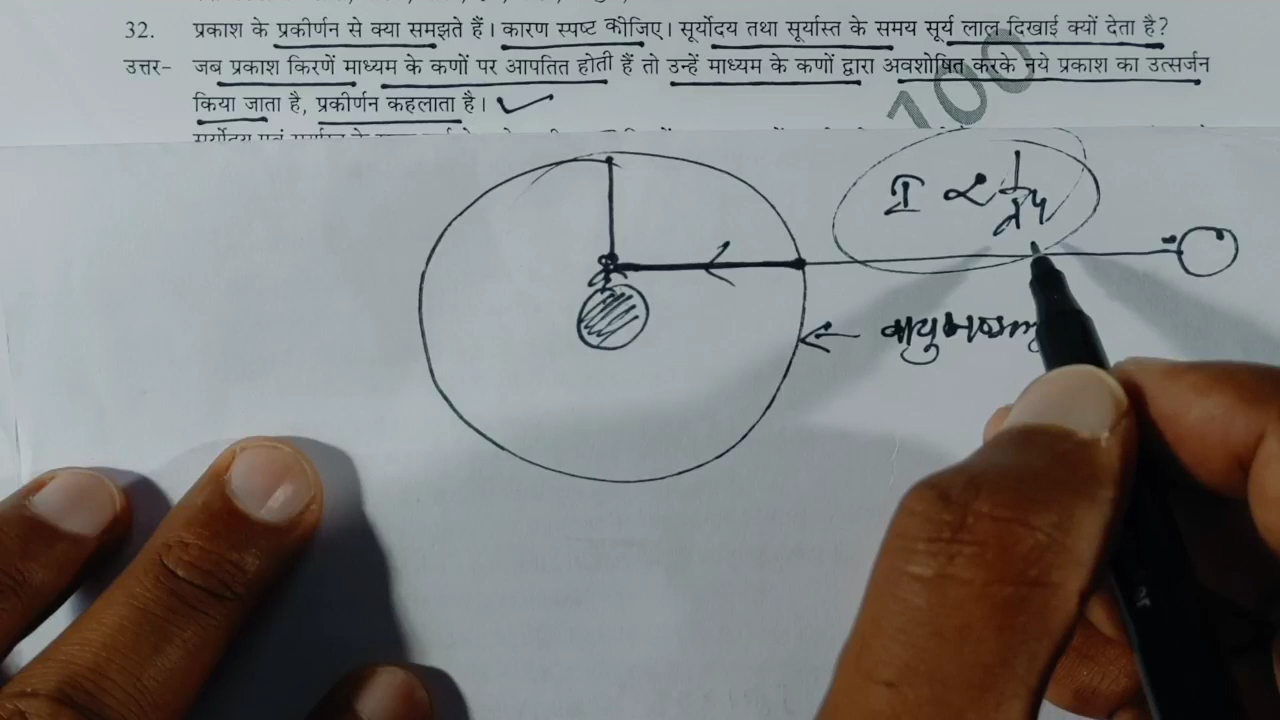 32. प्रकाश के प्रकीर्णन से क्या समझते हैं। कारण स्पष्ट कीजिए। सूर्योदय तथा सूर्यास्त के समय सूर्य लाल दिखाई क्यों देता है?
उत्तर– जब प्रकाश किरणें माध्यम के कणों पर आपतित होती हैं तो उन्हें माध्यम के कणों द्वारा अवशोषित करके नये प्रकाश का उत्सर्जन
किया जाता है, प्रकीर्णन कहलाता है।
100
I ∝ 1/λ⁴